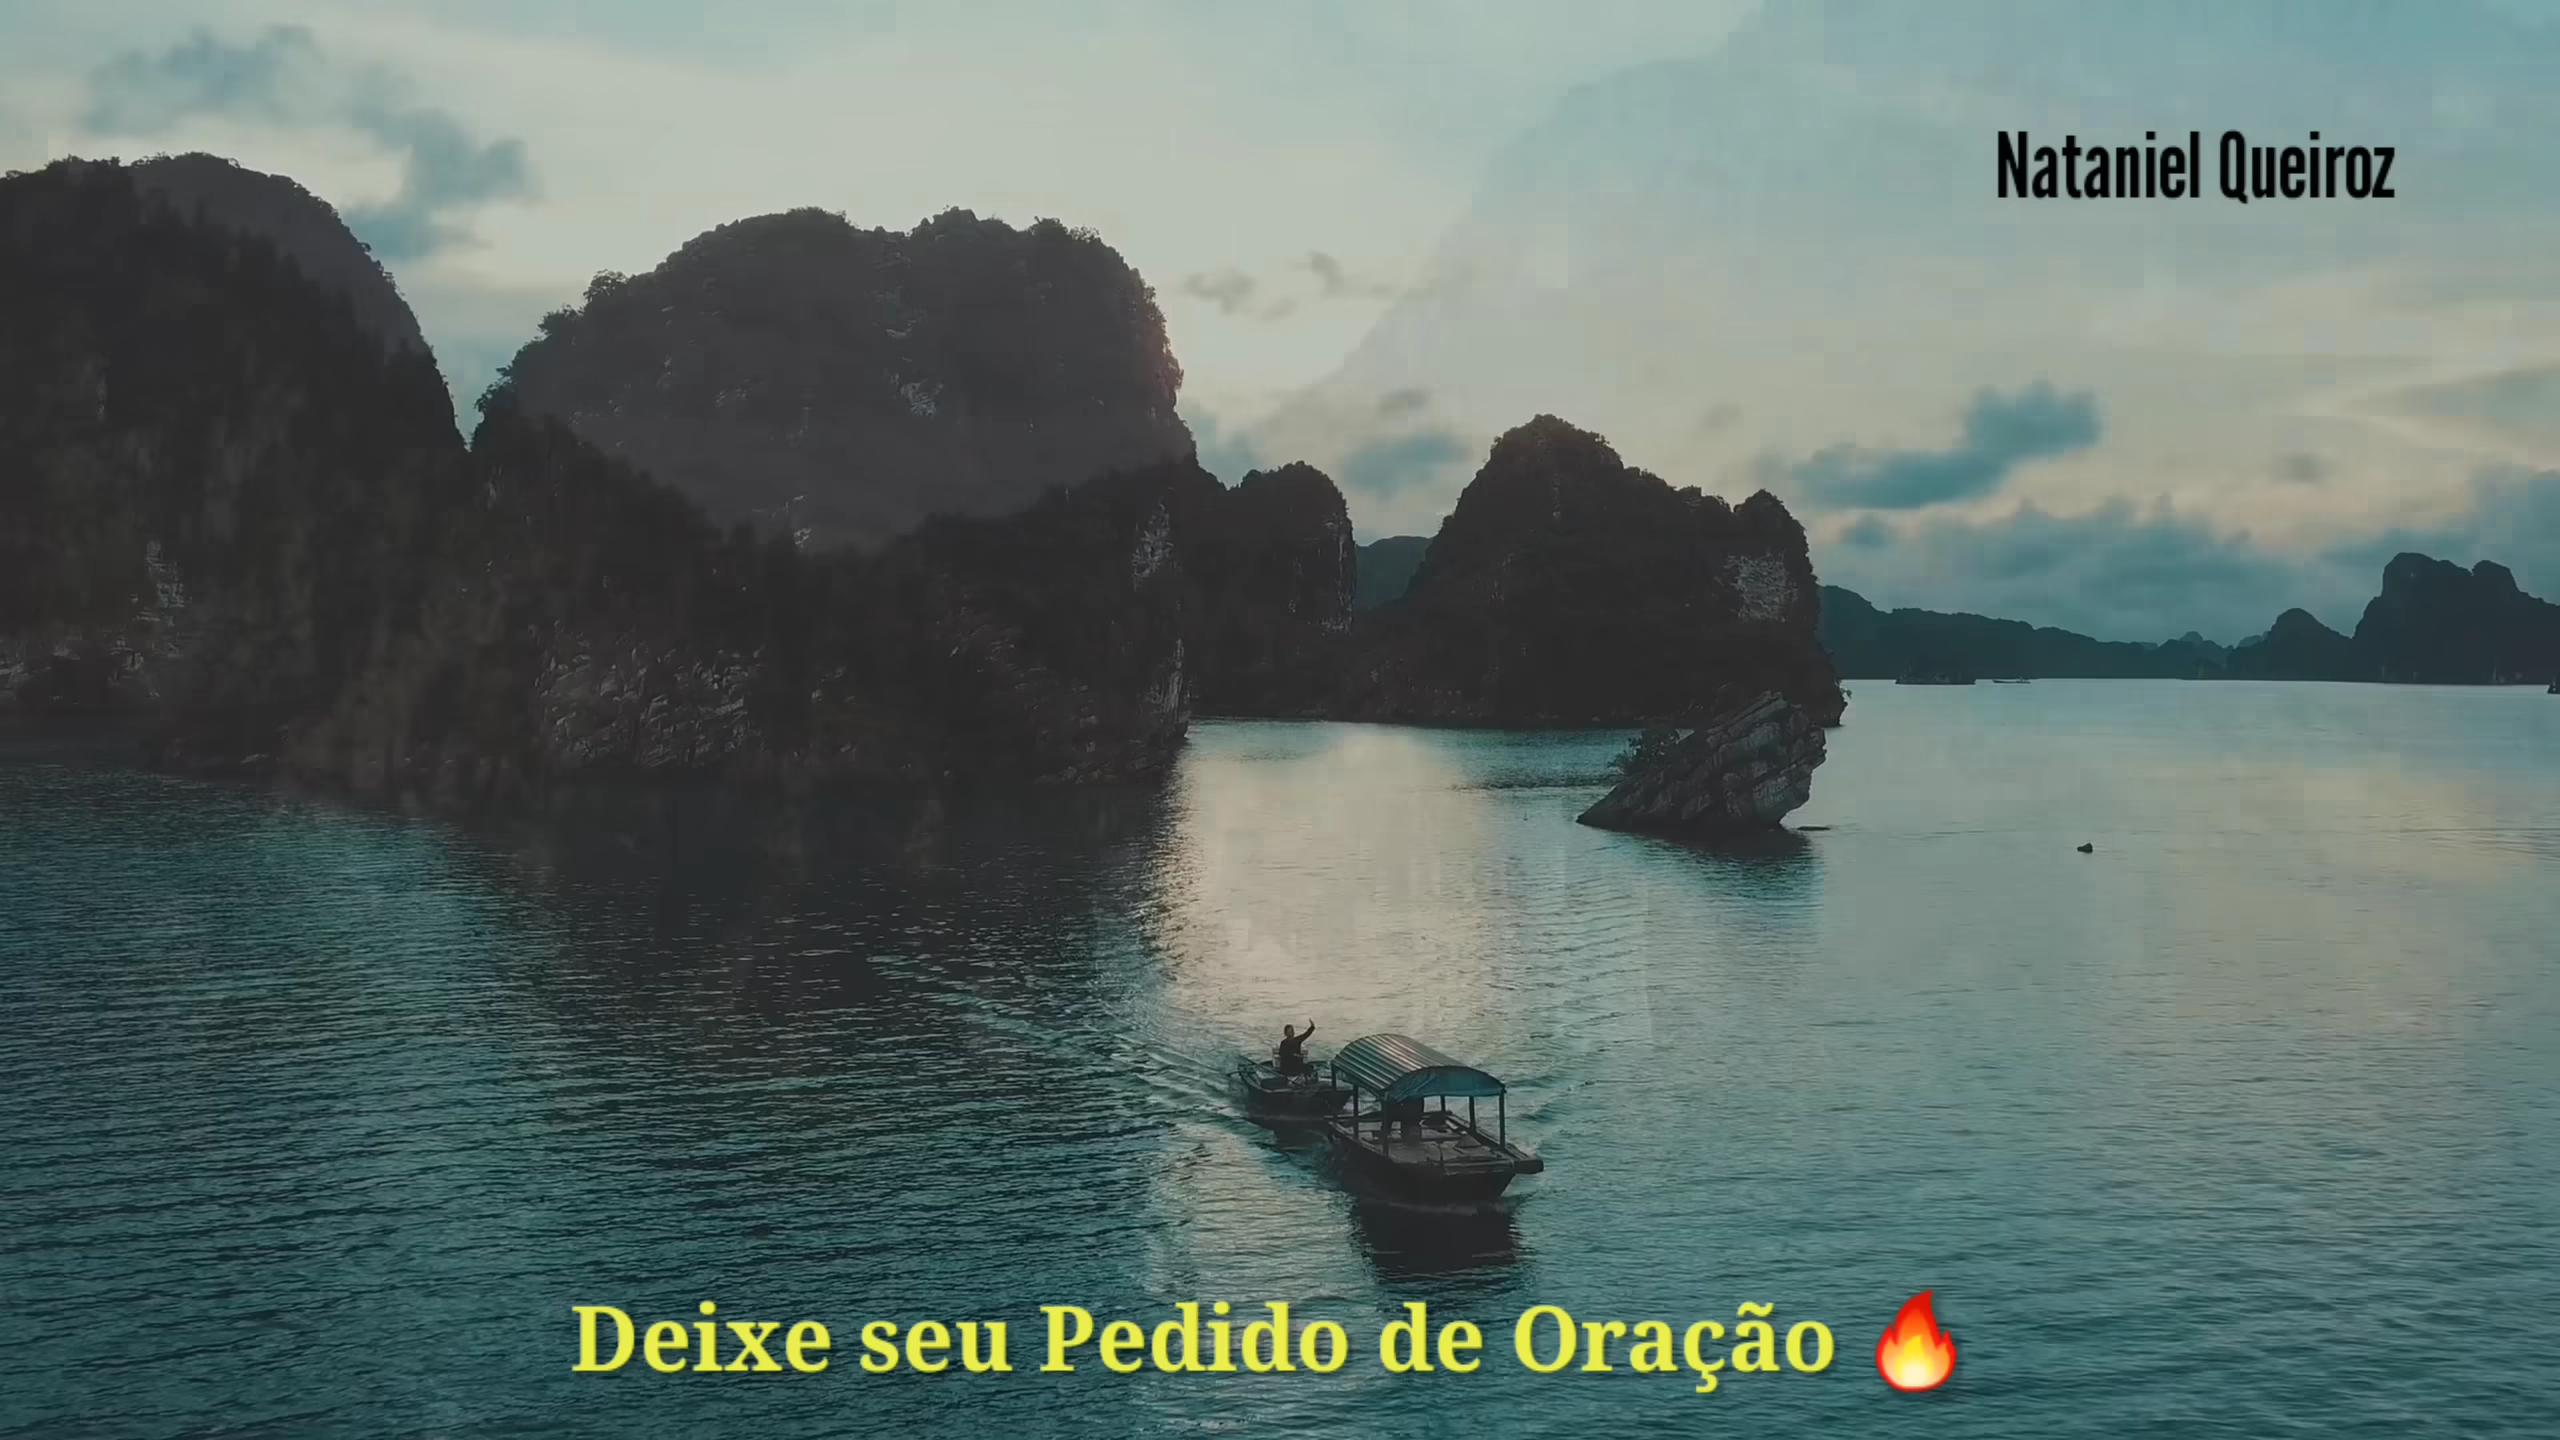 Nataniel Queiroz
Deixe seu Pedido de Oração 🔥